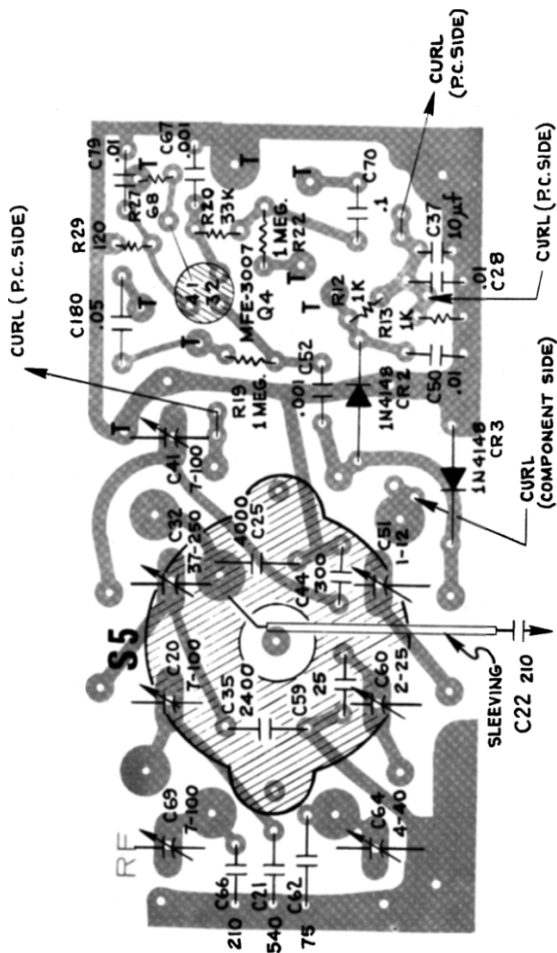 CURL (P.C. SIDE)
CURL
(P.C. SIDE)
CURL (P.C. SIDE)
CURL
(COMPONENT SIDE)
C79
.01
R27
68
T
C67
.001
R29
120
R20
33K
T
C180
.05
T
41
32
MFE-3007
Q4
1 MEG.
R22
T
T
C70
.1
T
R19
1 MEG.
C52
.001
R12
1K
R13
1K
C37
10µf
.01
C28
C50
.01
1N4148
CR2
1N4148
CR3
T
C41
7-100
C32
37-250
4000
C25
C44
300
C51
1-12
S5
C20
7-100
C35
2400
C59
25
C60
2-25
SLEEVING
C22 210
RF
C69
7-100
C64
4-40
C66
210
C21
540
C62
75